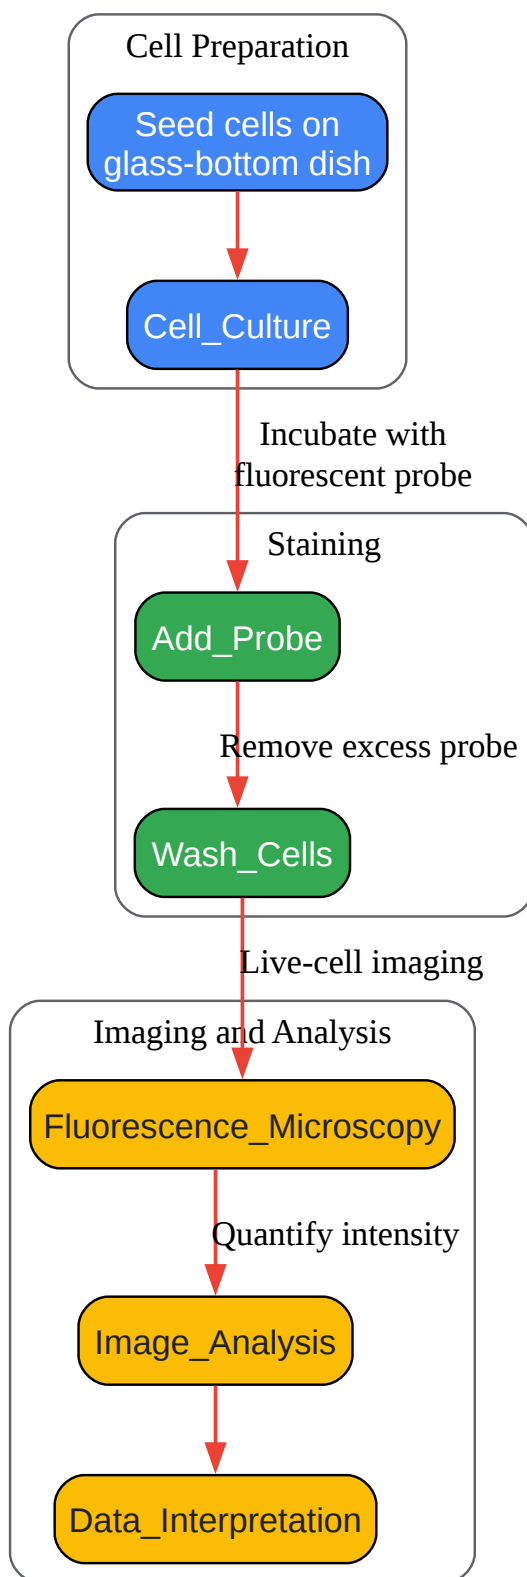 Cell Preparation
Seed cells on
glass-bottom dish
Cell_Culture
Incubate with
fluorescent probe
Staining
Add_Probe
Remove excess probe
Wash_Cells
Live-cell imaging
Imaging and Analysis
Fluorescence_Microscopy
Quantify intensity
Image_Analysis
Data_Interpretation